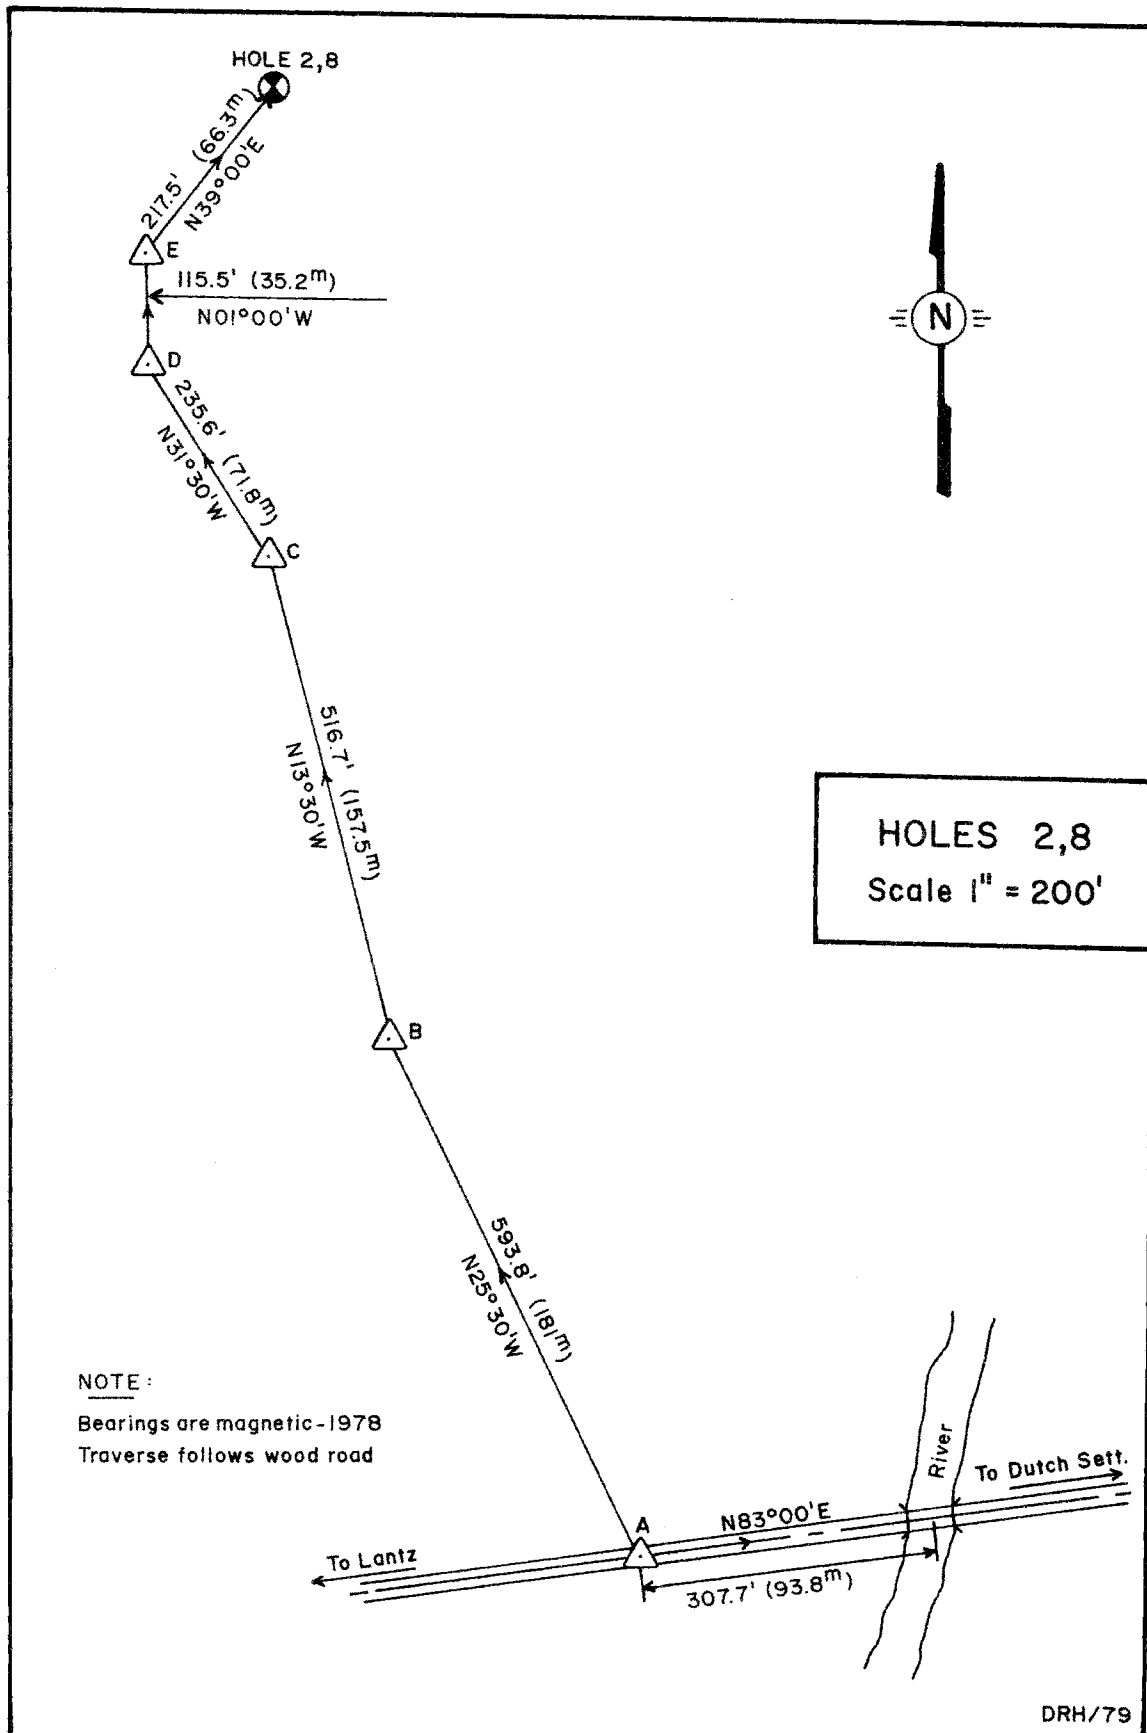 HOLE 2,8
217.5' (66.3m)
N39°00'E
E
115.5' (35.2m)
N01°00'W
D
235.6' (71.8m)
N31°30'W
C
N
516.7' (157.5m)
N13°30'W
HOLES 2,8
Scale 1" = 200'
B
593.8' (181m)
N25°30'W
NOTE:
Bearings are magnetic-1978
Traverse follows wood road
River
To Dutch Sett.
A
N83°00'E
To Lantz
307.7' (93.8m)
DRH/79